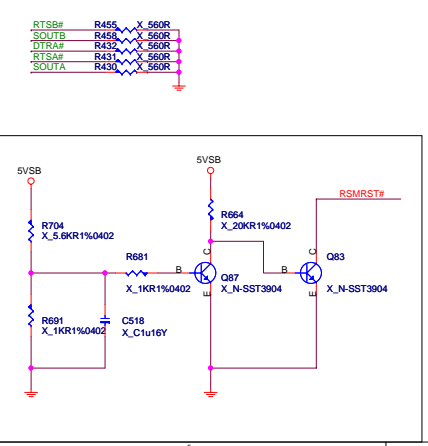 RTSB# R455 X_560R
SOUTB R458 X_560R
DTRA# R432 X_560R
RTSA# R431 X_560R
SOUTA R430 X_560R
5VSB
5VSB
RSMRST#
R704
X_5.6KR1%0402
R664
X_20KR1%0402
R681
X_1KR1%0402
B
C
E
Q87
X_N-SST3904
B
C
E
Q83
X_N-SST3904
R691
X_1KR1%0402
C518
X_C1u16Y